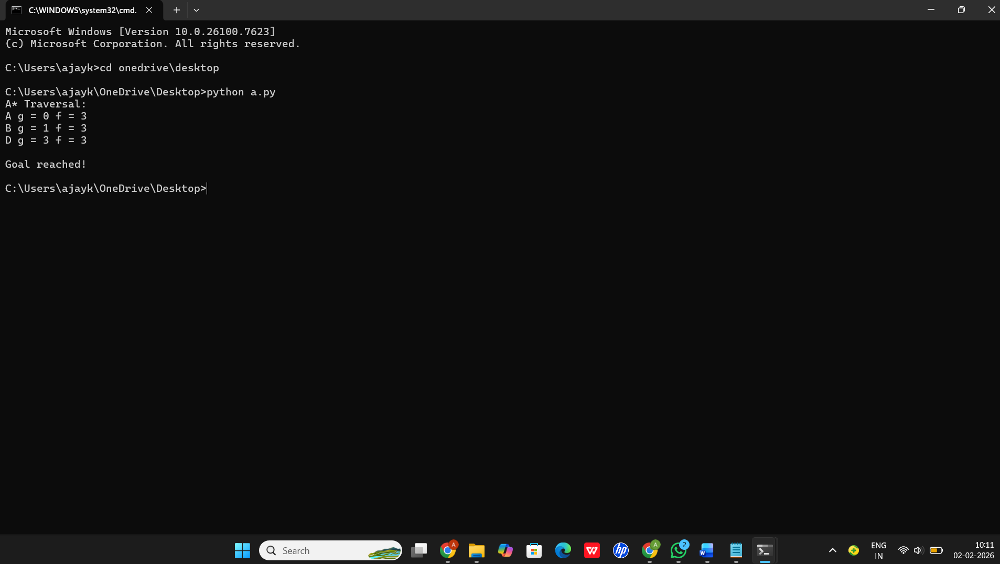 C:\WINDOWS\system32\cmd.
Microsoft Windows [Version 10.0.26100.7623]
(c) Microsoft Corporation. All rights reserved.
C:\Users\ajayk>cd onedrive\desktop
C:\Users\ajayk\OneDrive\Desktop>python a.py
A* Traversal:
A g = 0 f = 3
B g = 1 f = 3
D g = 3 f = 3
Goal reached!
C:\Users\ajayk\OneDrive\Desktop>
Search
A
W
hp
A
2
W
ENG
IN
10:11
02-02-2026